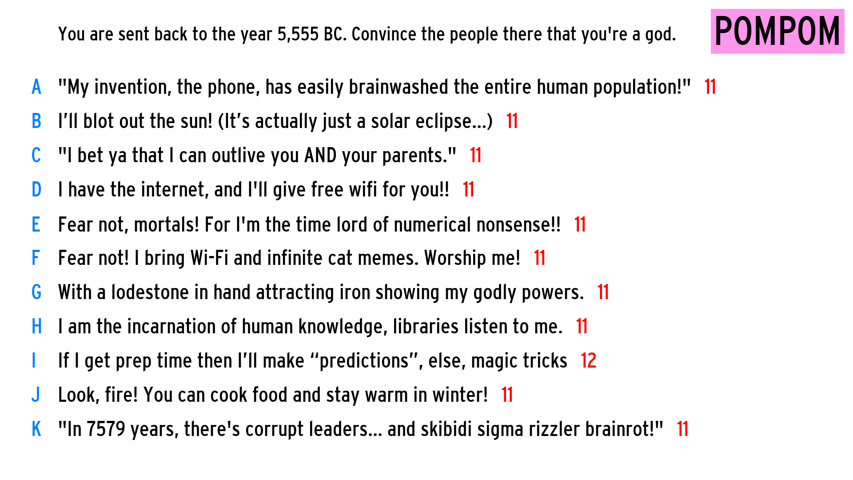 You are sent back to the year 5,555 BC. Convince the people there that you're a god. POMPOM
A "My invention, the phone, has easily brainwashed the entire human population!" 11
B I’ll blot out the sun! (It’s actually just a solar eclipse...) 11
C "I bet ya that I can outlive you AND your parents." 11
D I have the internet, and I'll give free wifi for you!! 11
E Fear not, mortals! For I'm the time lord of numerical nonsense!! 11
F Fear not! I bring Wi-Fi and infinite cat memes. Worship me! 11
G With a lodestone in hand attracting iron showing my godly powers. 11
H I am the incarnation of human knowledge, libraries listen to me. 11
I If I get prep time then I’ll make “predictions”, else, magic tricks 12
J Look, fire! You can cook food and stay warm in winter! 11
K "In 7579 years, there's corrupt leaders... and skibidi sigma rizzler brainrot!" 11